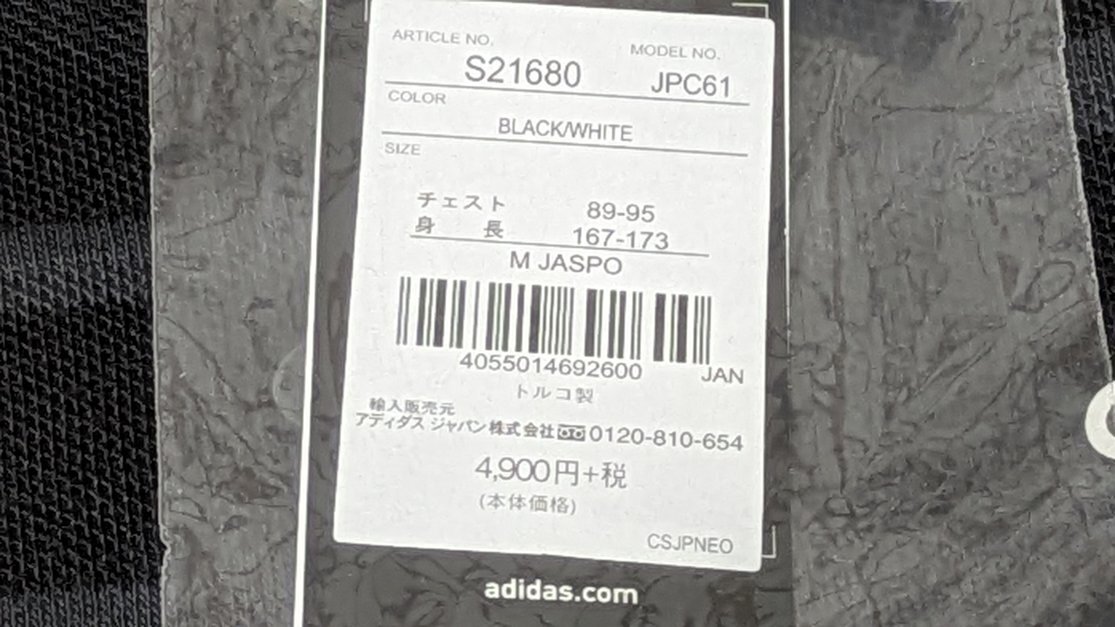 ARTICLE NO. MODEL NO.
S21680 JPC61
COLOR
BLACK/WHITE
SIZE
チェスト 89-95
身長 167-173
M JASPO
4055014692600 JAN
トルコ製
輸入販売元
アディダス ジャパン株式会社 0120-810-654
4,900円+税
(本体価格)
CSJPNEO
adidas.com